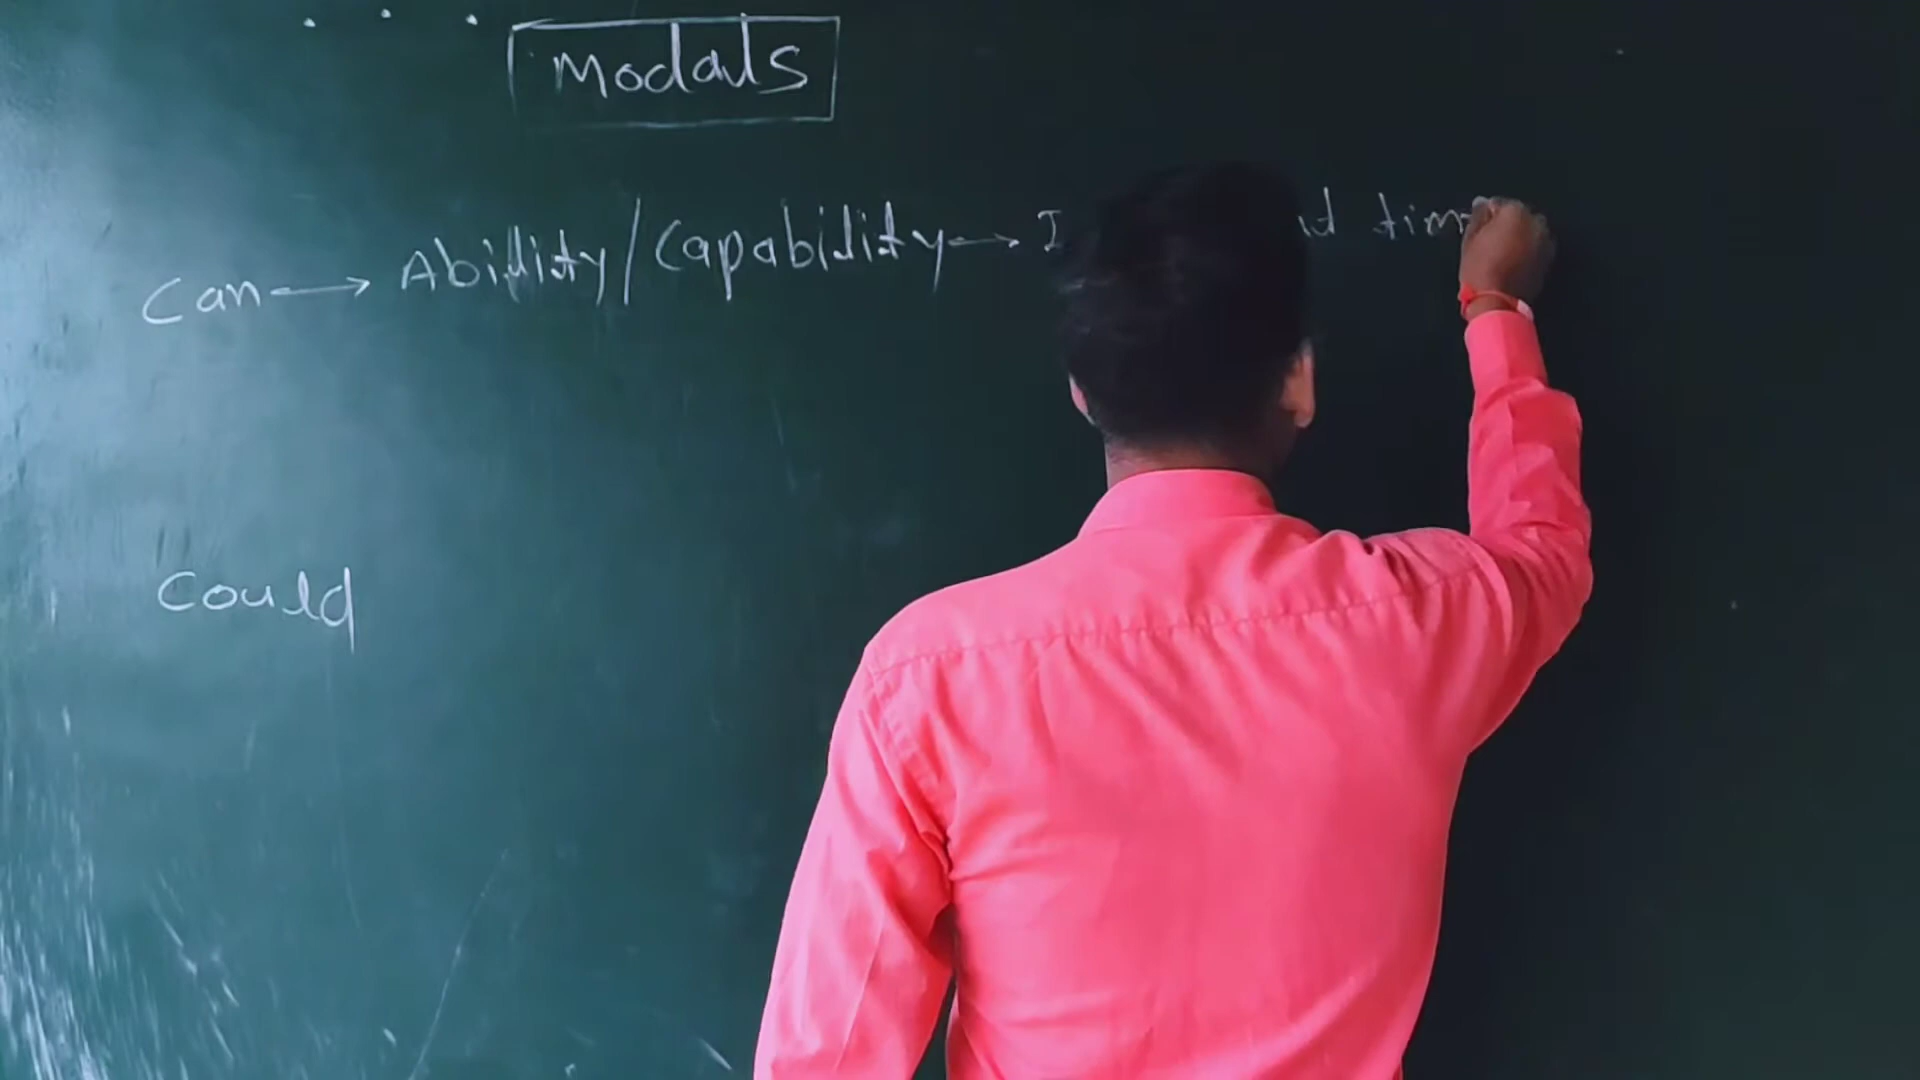 Modals
Can → Ability/Capability → I
Could